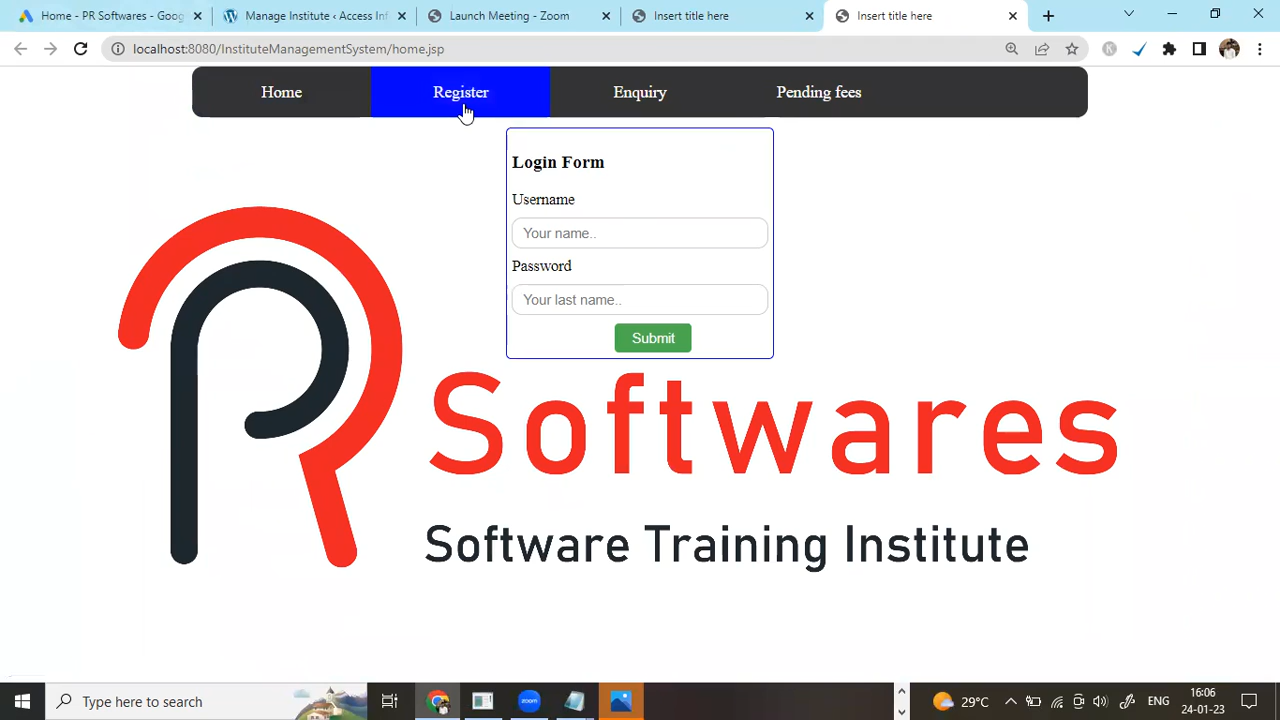 Home - PR Softwares - Goog
Manage Institute ‹ Access Inf
Launch Meeting - Zoom
Insert title here
Insert title here
localhost:8080/InstituteManagementSystem/home.jsp
K
Home
Register
Enquiry
Pending fees
Login Form
Username
Your name..
Password
Your last name..
Submit
PR
Softwares
Software Training Institute
Type here to search
29°C
ENG
16:06
24-01-23